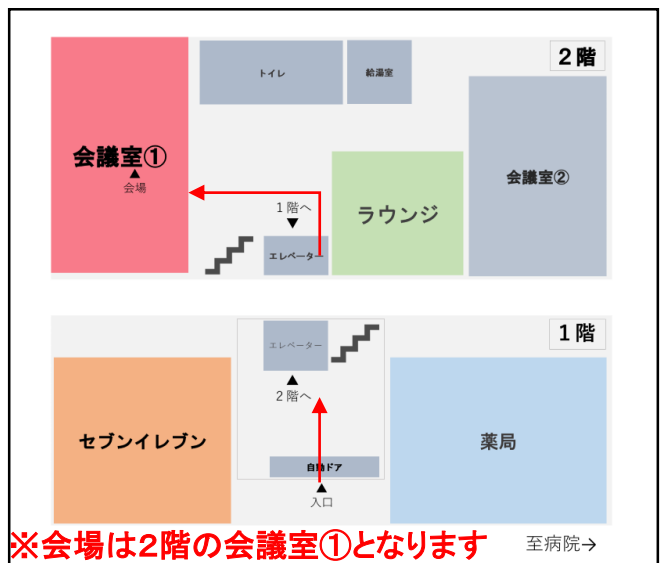 2階
トイレ
給湯室
会議室①
▲
会場
会議室②
ラウンジ
1階へ
▼
エレベーター
1階
エレベーター
▲
2階へ
セブンイレブン
薬局
自動ドア
▲
入口
※会場は2階の会議室①となります
至病院→